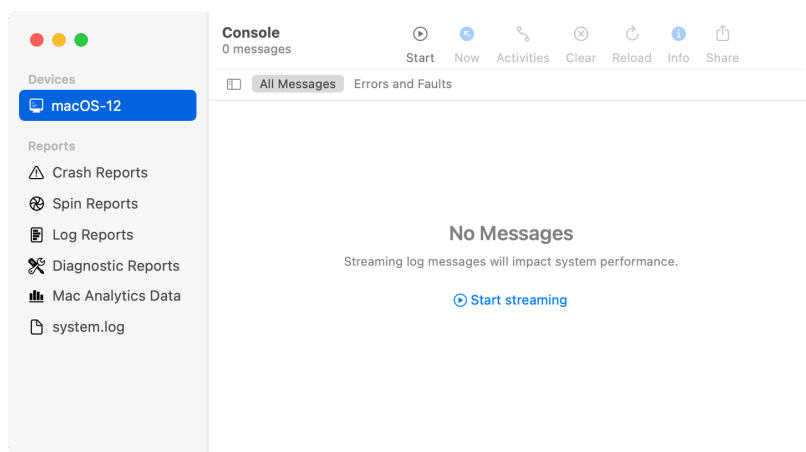 Console
0 messages
Start Now Activities Clear Reload Info Share
Devices
All Messages Errors and Faults
macOS-12
Reports
Crash Reports
Spin Reports
Log Reports
Diagnostic Reports
Mac Analytics Data
system.log
No Messages
Streaming log messages will impact system performance.
Start streaming